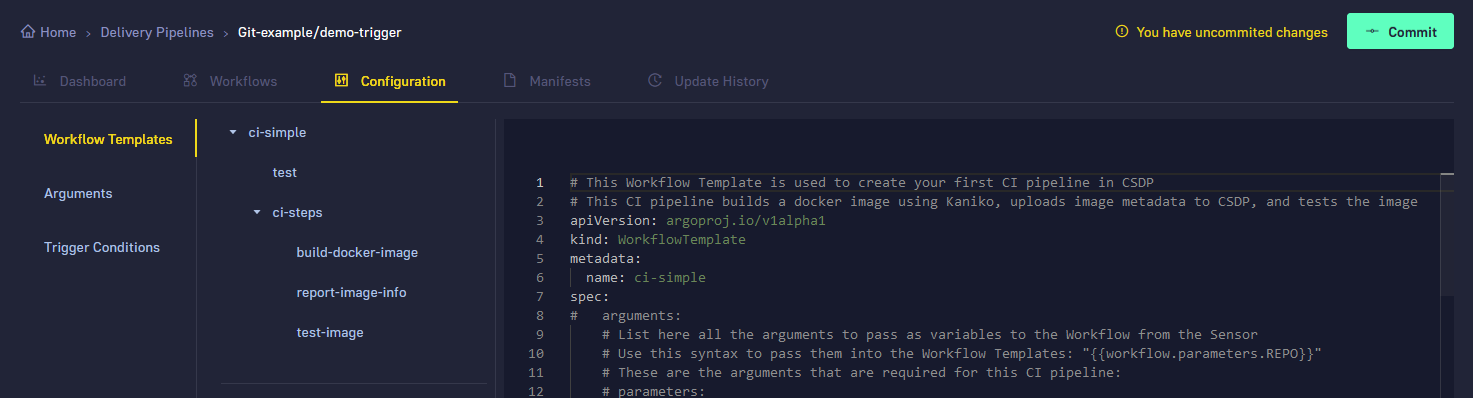 Home › Delivery Pipelines › Git-example/demo-trigger
You have uncommited changes
Commit
Dashboard
Workflows
Configuration
Manifests
Update History
Workflow Templates
Arguments
Trigger Conditions
ci-simple
test
ci-steps
build-docker-image
report-image-info
test-image
1 # This Workflow Template is used to create your first CI pipeline in CSDP
2 # This CI pipeline builds a docker image using Kaniko, uploads image metadata to CSDP, and tests the image
3 apiVersion: argoproj.io/v1alpha1
4 kind: WorkflowTemplate
5 metadata:
6   name: ci-simple
7 spec:
8 #   arguments:
9     # List here all the arguments to pass as variables to the Workflow from the Sensor
10     # Use this syntax to pass them into the Workflow Templates: "{{workflow.parameters.REPO}}"
11     # These are the arguments that are required for this CI pipeline:
12     # parameters: